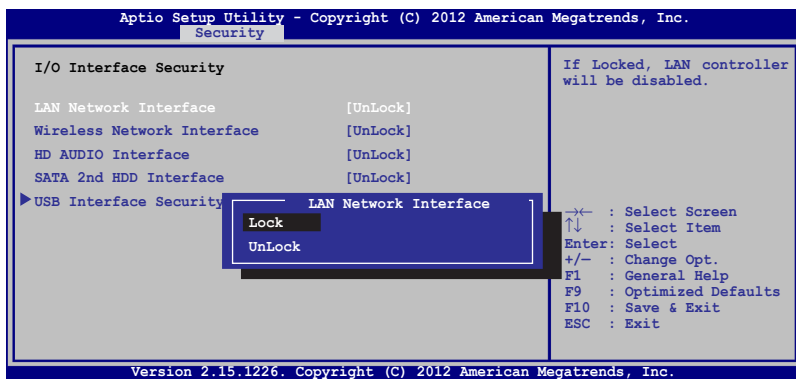 Aptio Setup Utility - Copyright (C) 2012 American Megatrends, Inc.
Security
I/O Interface Security
LAN Network Interface [UnLock]
Wireless Network Interface [UnLock]
HD AUDIO Interface [UnLock]
SATA 2nd HDD Interface [UnLock]
USB Interface Security
LAN Network Interface
Lock
UnLock
If Locked, LAN controller
will be disabled.
→← : Select Screen
↑↓ : Select Item
Enter: Select
+/— : Change Opt.
F1 : General Help
F9 : Optimized Defaults
F10 : Save & Exit
ESC : Exit
Version 2.15.1226. Copyright (C) 2012 American Megatrends, Inc.